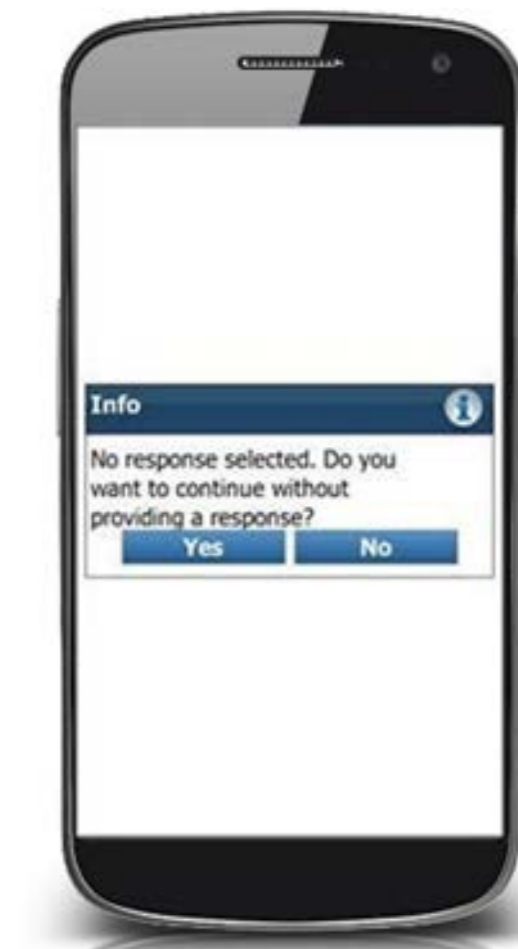 Info
No response selected. Do you
want to continue without
providing a response?
Yes No